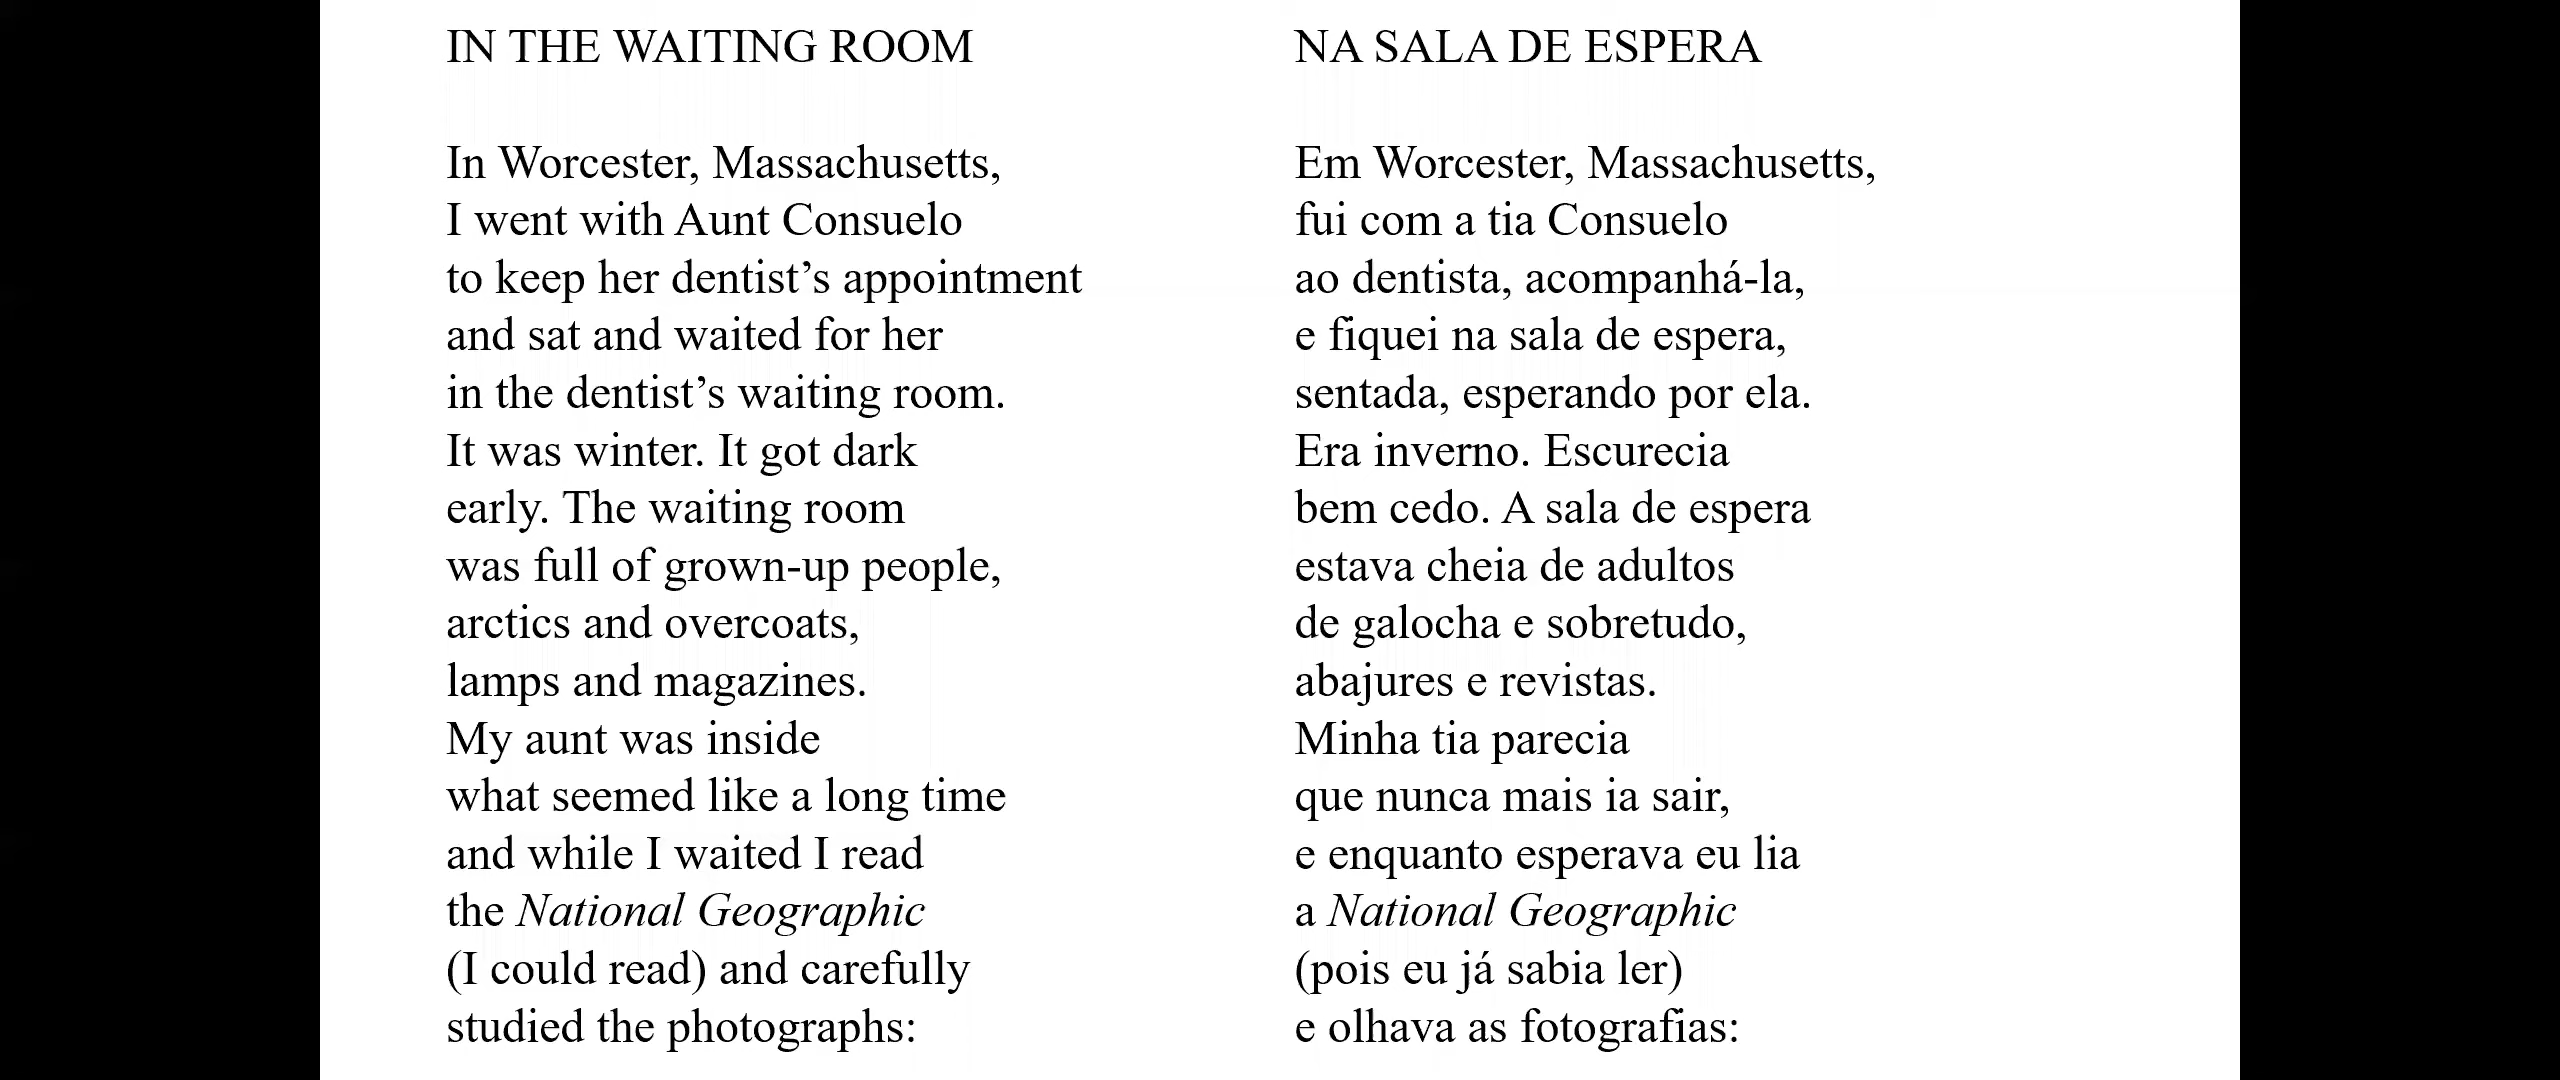 IN THE WAITING ROOM
In Worcester, Massachusetts,
I went with Aunt Consuelo
to keep her dentist’s appointment
and sat and waited for her
in the dentist’s waiting room.
It was winter. It got dark
early. The waiting room
was full of grown-up people,
arctics and overcoats,
lamps and magazines.
My aunt was inside
what seemed like a long time
and while I waited I read
the National Geographic
(I could read) and carefully
studied the photographs:
NA SALA DE ESPERA
Em Worcester, Massachusetts,
fui com a tia Consuelo
ao dentista, acompanhá-la,
e fiquei na sala de espera,
sentada, esperando por ela.
Era inverno. Escurecia
bem cedo. A sala de espera
estava cheia de adultos
de galocha e sobretudo,
abajures e revistas.
Minha tia parecia
que nunca mais ia sair,
e enquanto esperava eu lia
a National Geographic
(pois eu já sabia ler)
e olhava as fotografias: